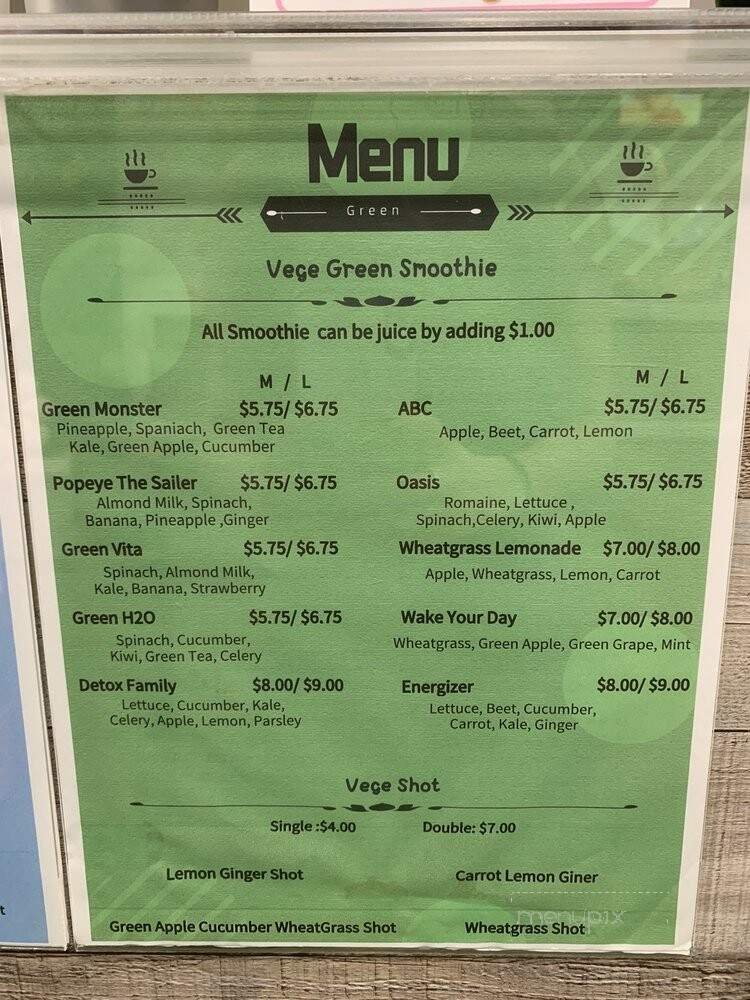 Menu
Green
Vege Green Smoothie
All Smoothie can be juice by adding $1.00
M / L
Green Monster $5.75/ $6.75
Pineapple, Spaniach, Green Tea
Kale, Green Apple, Cucumber
Popeye The Sailer $5.75/ $6.75
Almond Milk, Spinach,
Banana, Pineapple ,Ginger
Green Vita $5.75/ $6.75
Spinach, Almond Milk,
Kale, Banana, Strawberry
Green H2O $5.75/ $6.75
Spinach, Cucumber,
Kiwi, Green Tea, Celery
Detox Family $8.00/ $9.00
Lettuce, Cucumber, Kale,
Celery, Apple, Lemon, Parsley
M / L
ABC $5.75/ $6.75
Apple, Beet, Carrot, Lemon
Oasis $5.75/ $6.75
Romaine, Lettuce ,
Spinach,Celery, Kiwi, Apple
Wheatgrass Lemonade $7.00/ $8.00
Apple, Wheatgrass, Lemon, Carrot
Wake Your Day $7.00/ $8.00
Wheatgrass, Green Apple, Green Grape, Mint
Energizer $8.00/ $9.00
Lettuce, Beet, Cucumber,
Carrot, Kale, Ginger
Vege Shot
Single :$4.00 Double: $7.00
Lemon Ginger Shot Carrot Lemon Giner
Green Apple Cucumber WheatGrass Shot Wheatgrass Shot
menupix
t